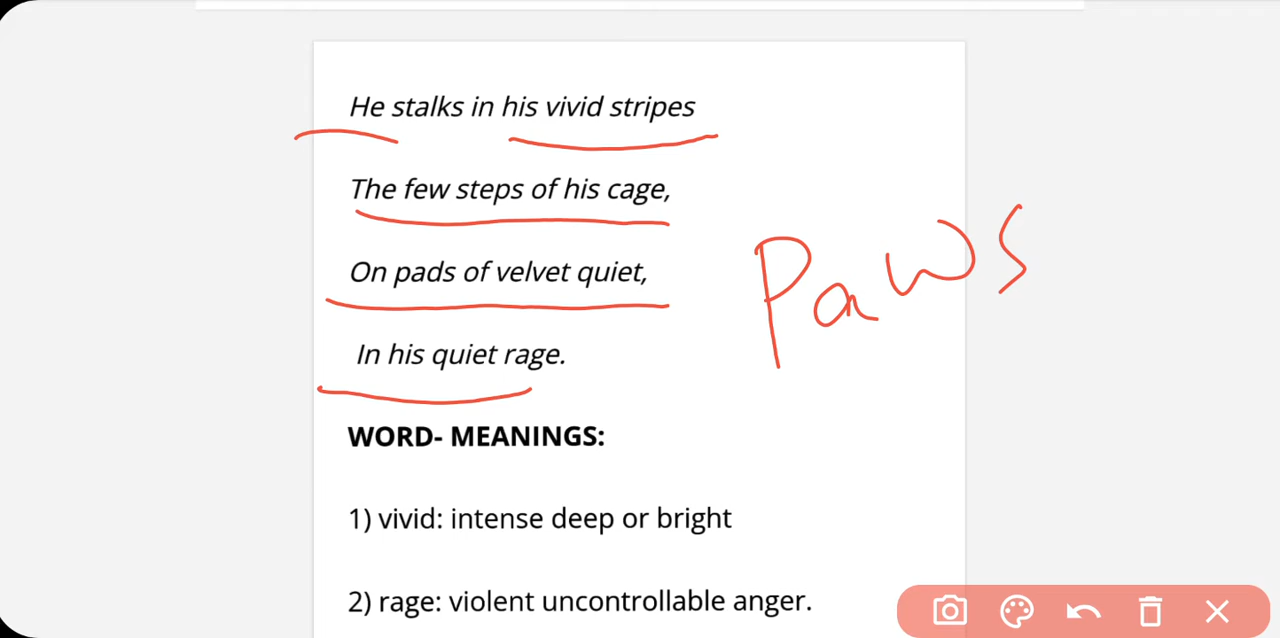 He stalks in his vivid stripes
The few steps of his cage,
On pads of velvet quiet,
Paws
In his quiet rage.
WORD- MEANINGS:
1) vivid: intense deep or bright
2) rage: violent uncontrollable anger.